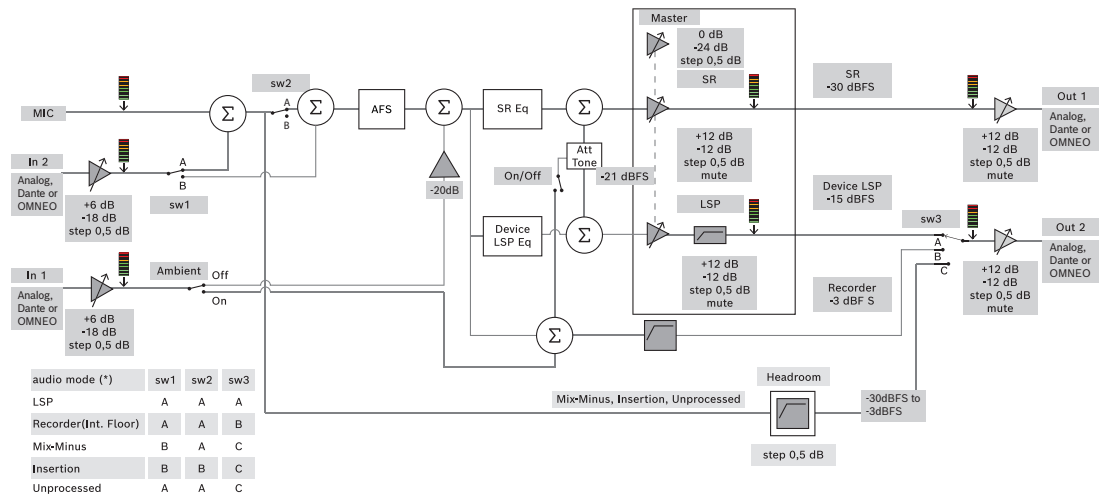 Master
0 dB
-24 dB
step 0,5 dB
sw2
A
B
SR
SR
-30 dBFS
MIC
Σ
Σ
AFS
Σ
SR Eq
Σ
Out 1
Analog,
Dante or
OMNEO
+12 dB
-12 dB
step 0,5 dB
mute
+12 dB
-12 dB
step 0,5 dB
mute
In 2
Analog,
Dante or
OMNEO
A
B
sw1
+6 dB
-18 dB
step 0,5 dB
-20dB
On/Off
Att
Tone
-21 dBFS
Device LSP
-15 dBFS
LSP
sw3
Device
LSP Eq
Σ
A
B
C
Out 2
Analog,
Dante or
OMNEO
+12 dB
-12 dB
step 0,5 dB
mute
+12 dB
-12 dB
step 0,5 dB
mute
In 1
Analog,
Dante or
OMNEO
Ambient
Off
On
+6 dB
-18 dB
step 0,5 dB
Recorder
-3 dBF S
Σ
audio mode (*) sw1 sw2 sw3
LSP A A A
Recorder(Int. Floor) A A B
Mix-Minus B A C
Insertion B B C
Unprocessed A A C
Mix-Minus, Insertion, Unprocessed
Headroom
step 0,5 dB
-30dBFS to
-3dBFS